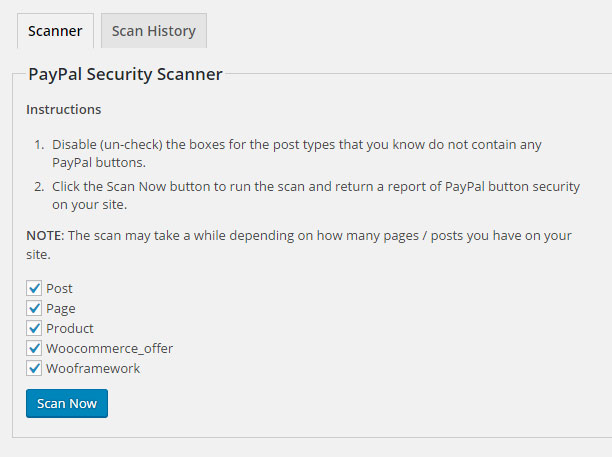 Scanner Scan History
PayPal Security Scanner
Instructions
1. Disable (un-check) the boxes for the post types that you know do not contain any
PayPal buttons.
2. Click the Scan Now button to run the scan and return a report of PayPal button security
on your site.
NOTE: The scan may take a while depending on how many pages / posts you have on your
site.
Post
Page
Product
Woocommerce_offer
Wooframework
Scan Now